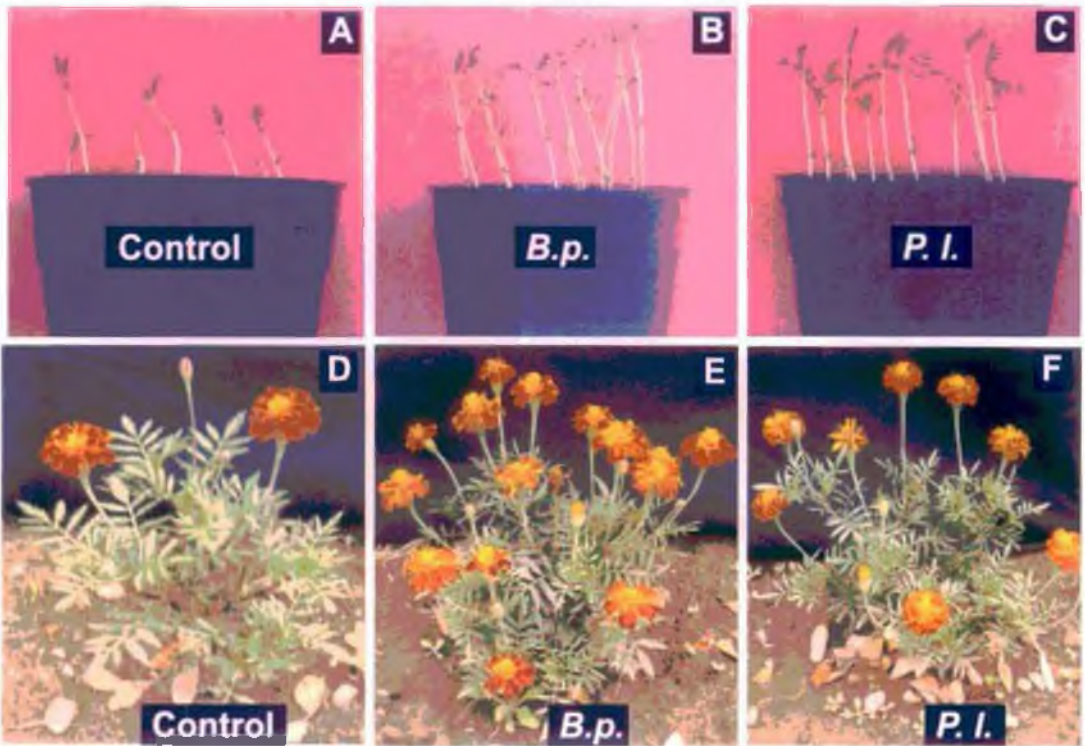 A
B
C
Control
B.p.
P. l.
D
E
F
Control
B.p.
P. l.